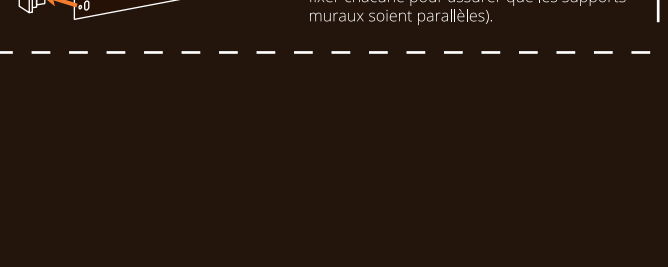 fixer chacune pour assurer que les supports
muraux soient parallèles).